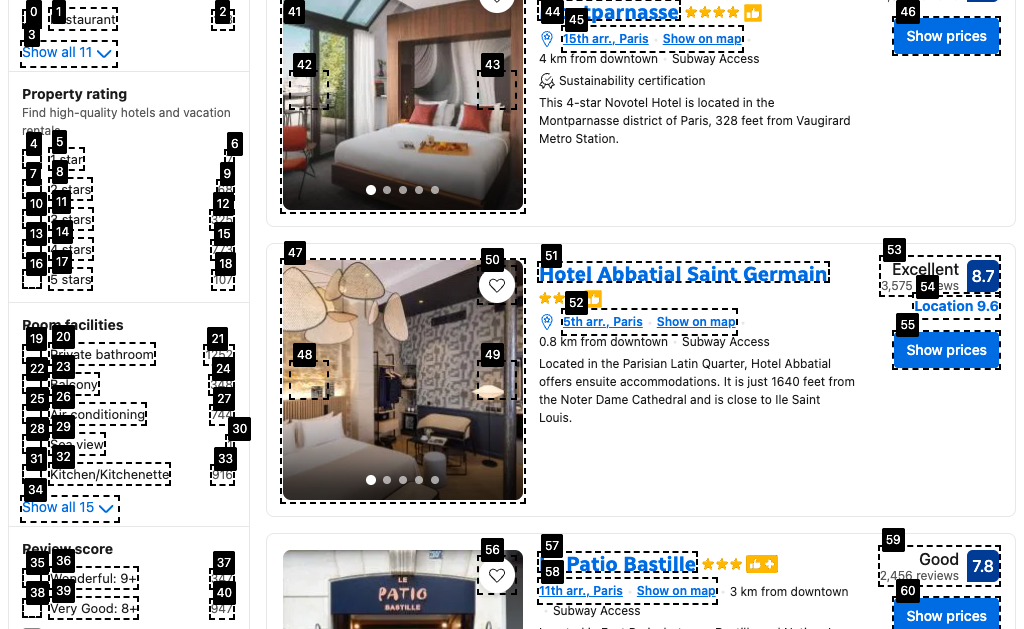 Show all 11
Property rating
Find high-quality hotels and vacation
rentals
1 star
2 stars
3 stars
4 stars
5 stars
107
Room facilities
Private bathroom
Balcony
Air conditioning
744
Sea view
Kitchen/Kitchenette
916
Show all 15
Review score
Wonderful: 9+
Very Good: 8+
947
15th arr., Paris
Show on map
4 km from downtown
Subway Access
Sustainability certification
This 4-star Novotel Hotel is located in the
Montparnasse district of Paris, 328 feet from Vaugirard
Metro Station.
Show prices
Hotel Abbatial Saint Germain
5th arr., Paris
Show on map
0.8 km from downtown
Subway Access
Located in the Parisian Latin Quarter, Hotel Abbatial
offers ensuite accommodations. It is just 1640 feet from
the Noter Dame Cathedral and is close to Ile Saint
Louis.
Excellent
8.7
Location 9.6
Show prices
LE
PATIO
BASTILLE
Patio Bastille
11th arr., Paris
Show on map
3 km from downtown
Subway Access
Good
2,456 reviews
7.8
Show prices
0
1
2
3
4
5
6
7
8
9
10
11
12
13
14
15
16
17
18
19
20
21
22
23
24
25
26
27
28
29
30
31
32
33
34
35
36
37
38
39
40
41
42
43
44
45
46
47
48
49
50
51
52
53
54
55
56
57
58
59
60